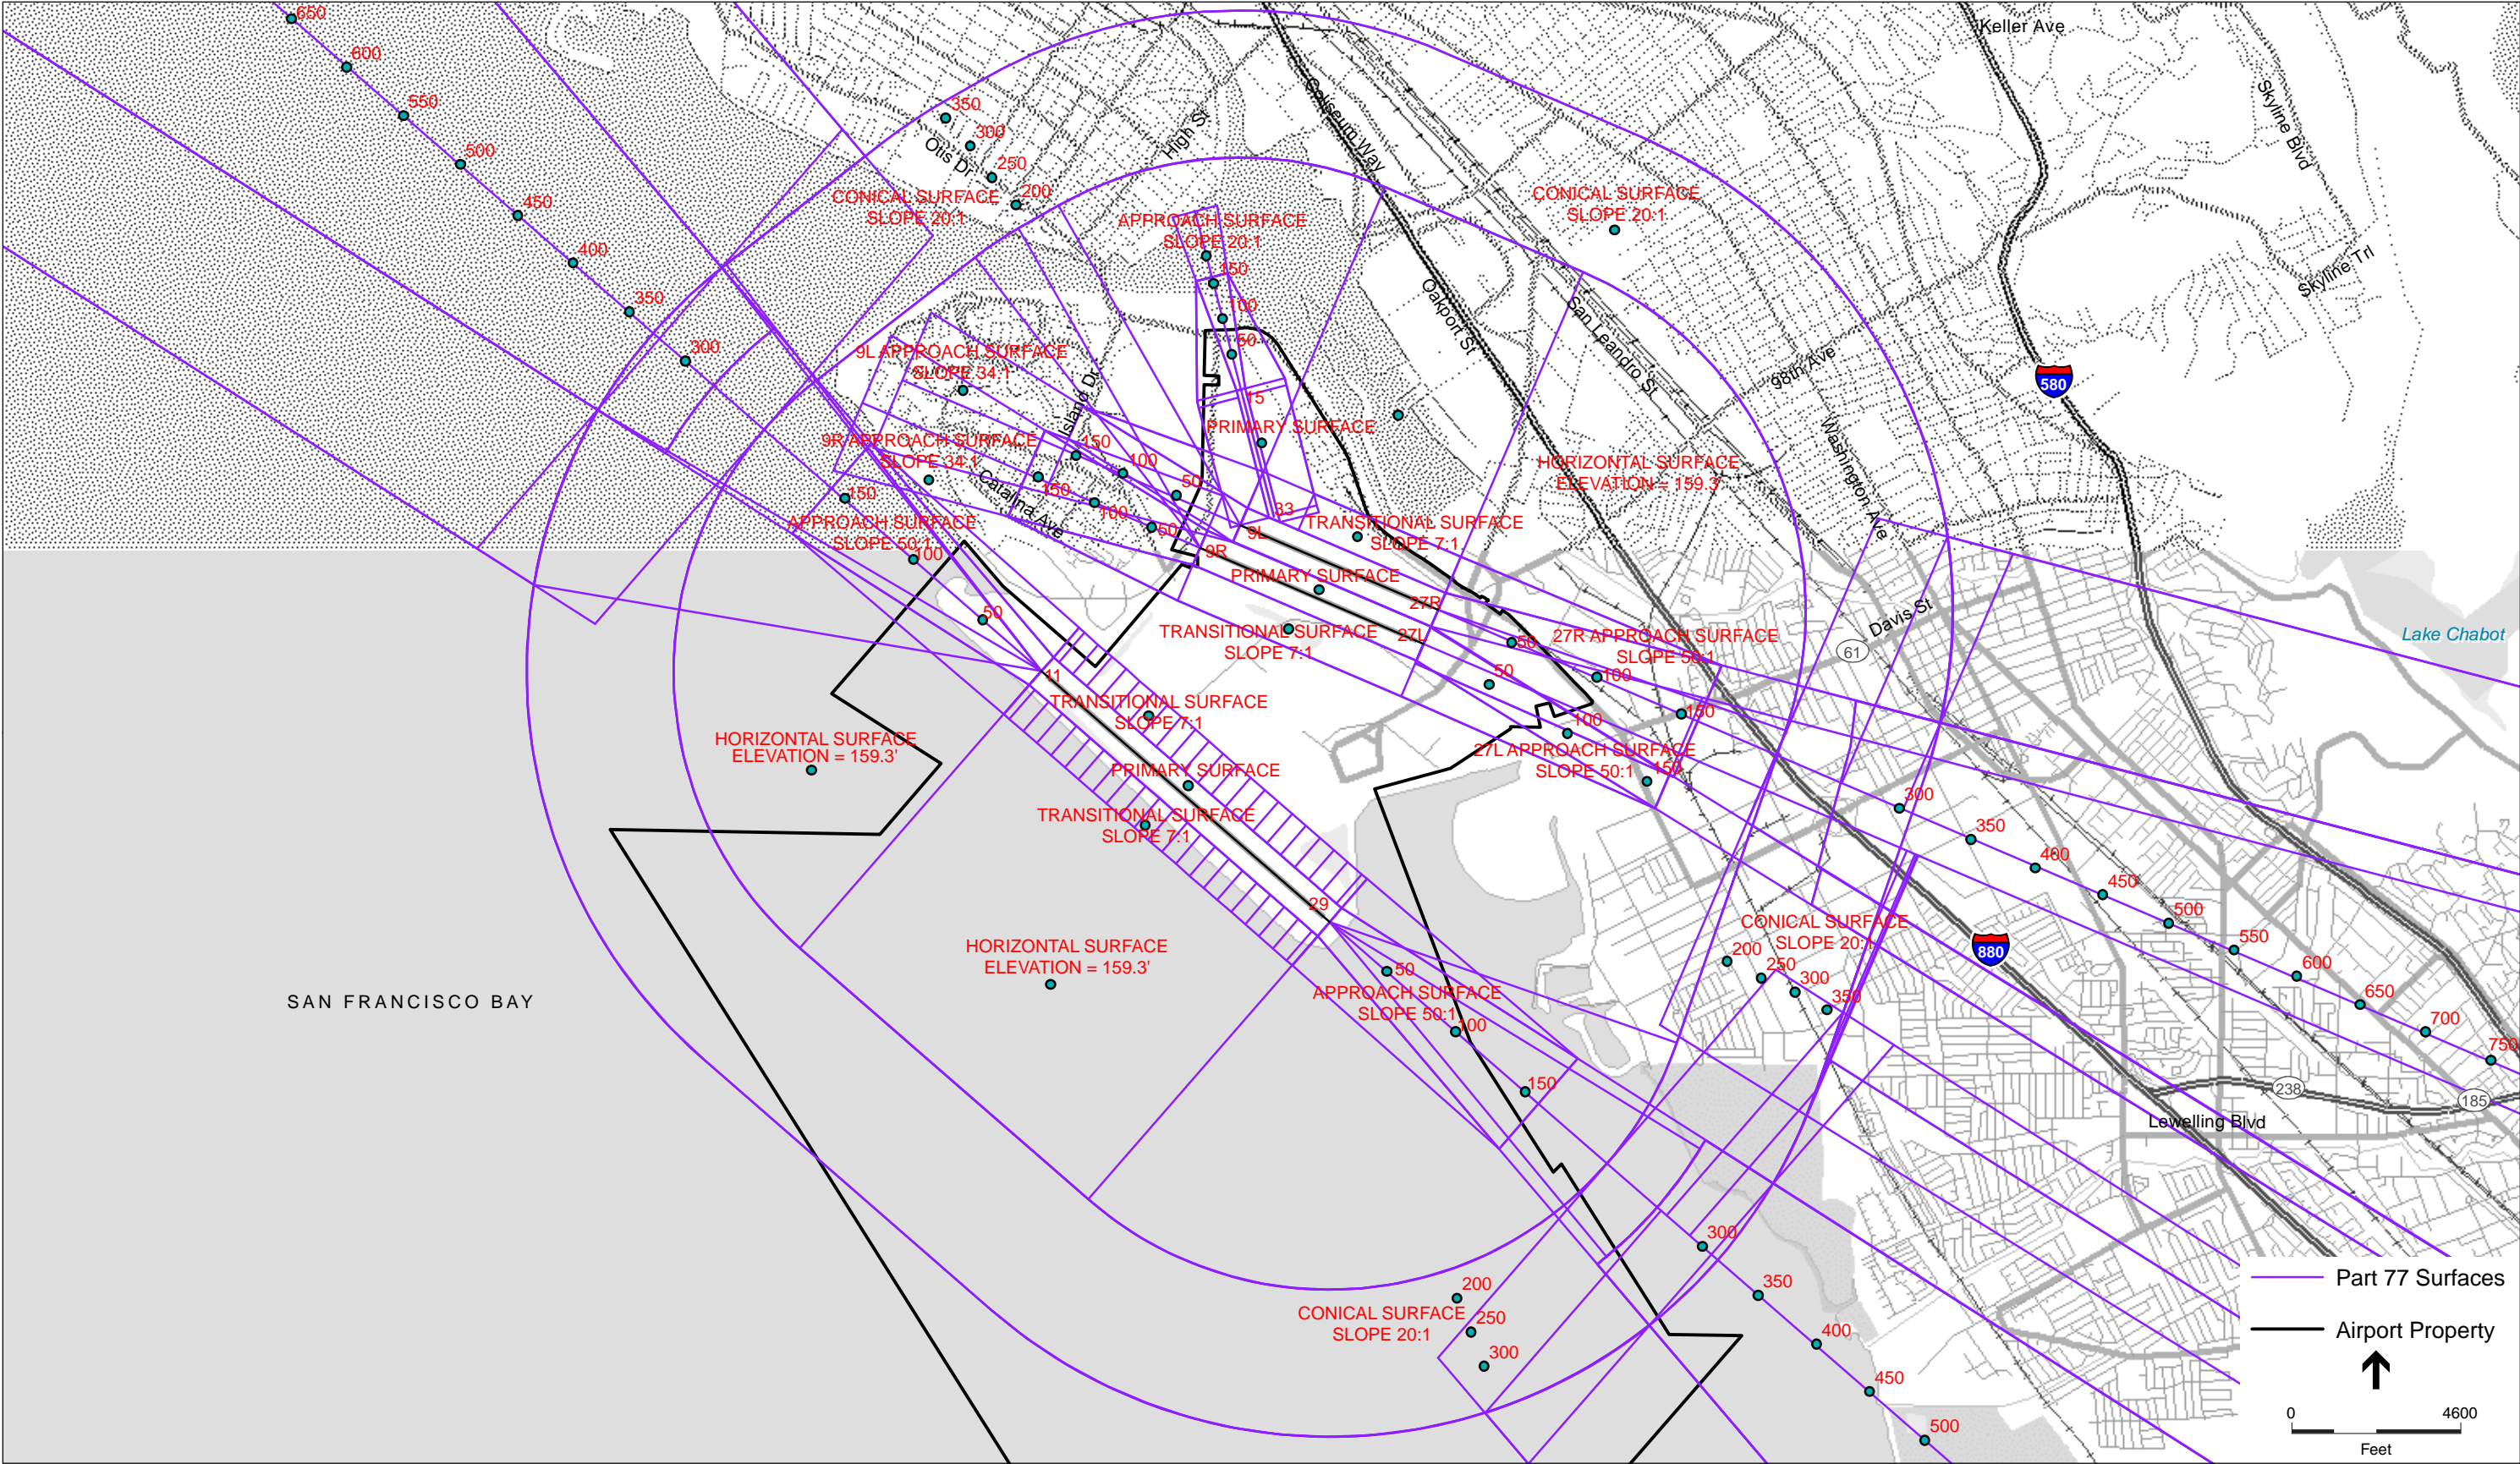 650
600
550
500
450
400
350
300
Keller Ave
Skyline Blvd
Skyline Trl
Coliseum Way
High St
Otis Dr
350
300
250
200
CONICAL SURFACE
SLOPE 20:1
APPROACH SURFACE
SLOPE 20:1
150
100
50
15
PRIMARY SURFACE
33
CONICAL SURFACE
SLOPE 20:1
Oakport St
San Leandro St
98th Ave
Washington Ave
580
9L APPROACH SURFACE
SLOPE 34:1
Island Dr
9R APPROACH SURFACE
SLOPE 34:1
150
100
50
150
100
50
Catalina Ave
150
APPROACH SURFACE
SLOPE 50:1
100
50
HORIZONTAL SURFACE
ELEVATION = 159.3'
TRANSITIONAL SURFACE
SLOPE 7:1
9L
9R
PRIMARY SURFACE
27R
27L
TRANSITIONAL SURFACE
SLOPE 7:1
50
27R APPROACH SURFACE
SLOPE 50:1
100
150
50
100
27L APPROACH SURFACE
SLOPE 50:1
150
61
Davis St
Lake Chabot
11
TRANSITIONAL SURFACE
SLOPE 7:1
PRIMARY SURFACE
TRANSITIONAL SURFACE
SLOPE 7:1
29
HORIZONTAL SURFACE
ELEVATION = 159.3'
HORIZONTAL SURFACE
ELEVATION = 159.3'
SAN FRANCISCO BAY
300
350
400
450
500
550
600
650
700
750
CONICAL SURFACE
SLOPE 20:1
200
250
300
350
880
50
APPROACH SURFACE
SLOPE 50:1
100
150
238
185
Lewelling Blvd
300
350
400
450
500
200
CONICAL SURFACE
SLOPE 20:1
250
300
Part 77 Surfaces
Airport Property
0 4600
Feet